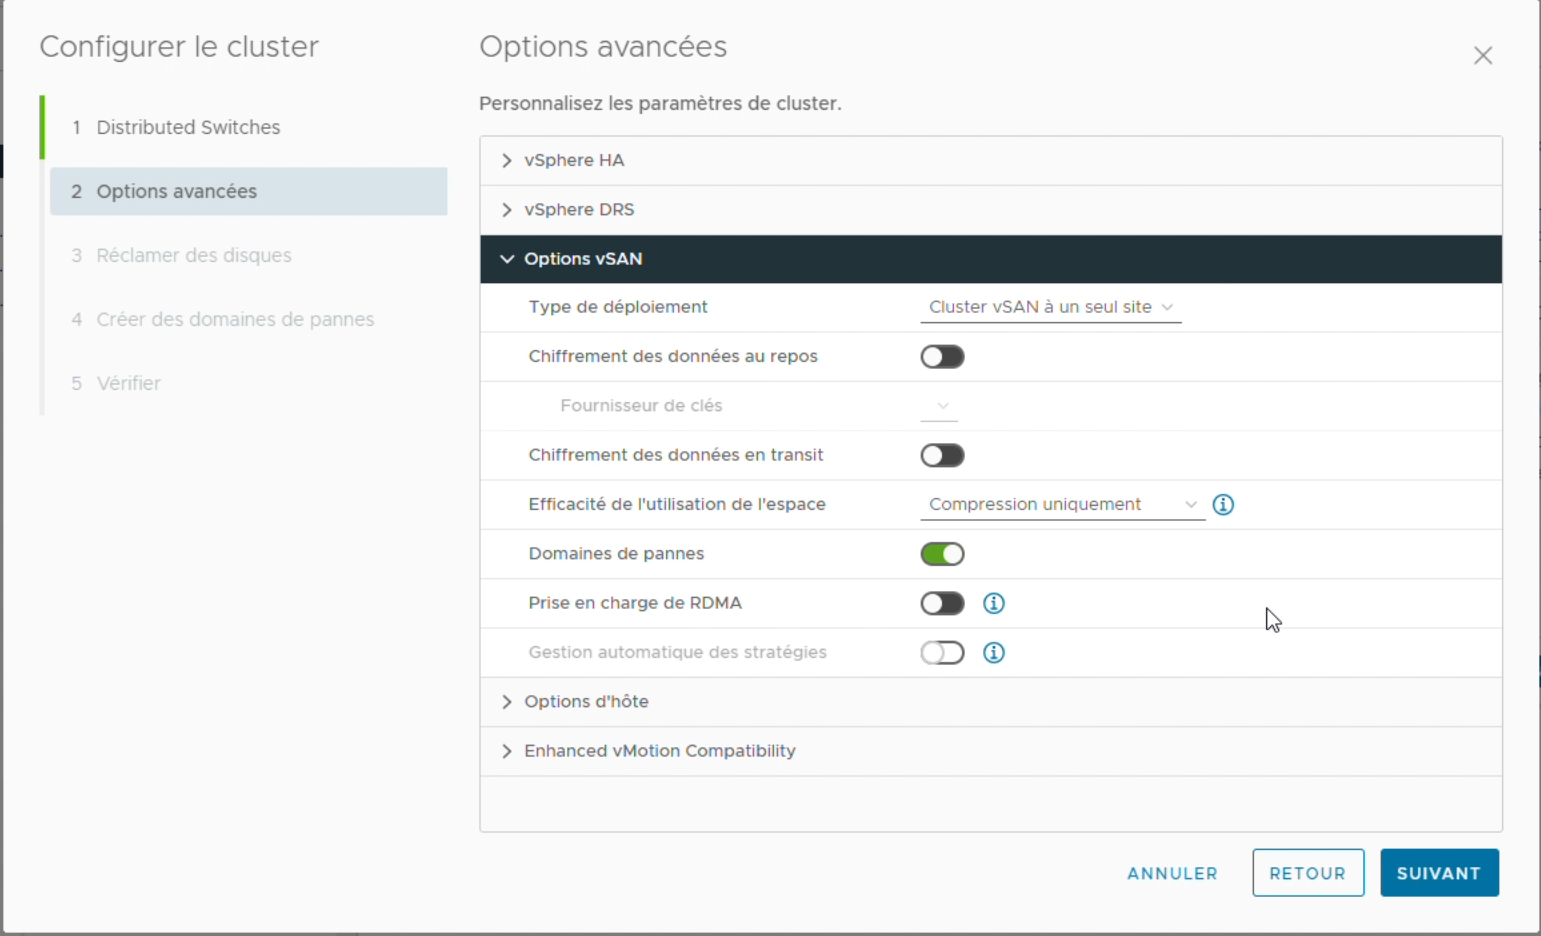 Configurer le cluster
1 Distributed Switches
2 Options avancées
3 Réclamer des disques
4 Créer des domaines de pannes
5 Vérifier
Options avancées
Personnalisez les paramètres de cluster.
vSphere HA
vSphere DRS
Options vSAN
Type de déploiement Cluster vSAN à un seul site
Chiffrement des données au repos
Fournisseur de clés
Chiffrement des données en transit
Efficacité de l'utilisation de l'espace Compression uniquement
Domaines de pannes
Prise en charge de RDMA
Gestion automatique des stratégies
Options d'hôte
Enhanced vMotion Compatibility
ANNULER RETOUR SUIVANT